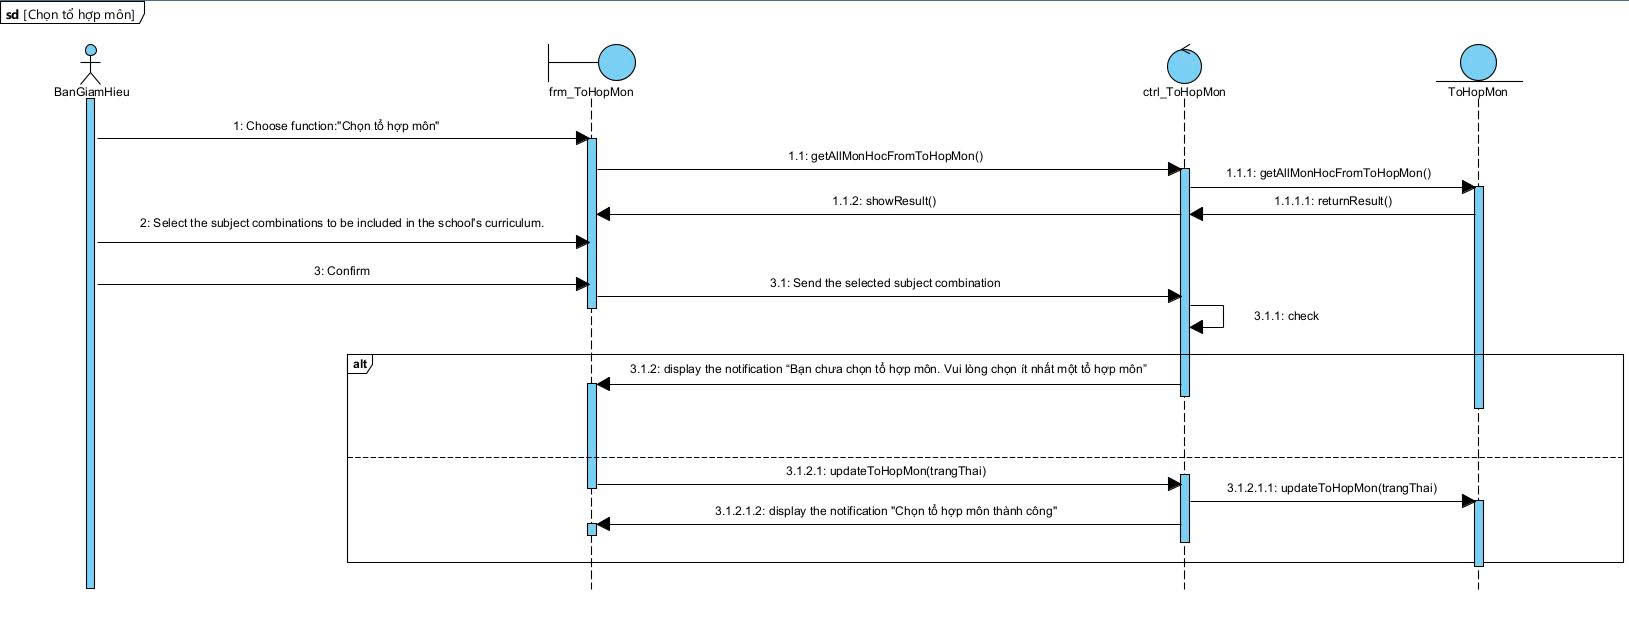 sd [Chọn tổ hợp môn]
BanGiamHieu
frm_ToHopMon
ctrl_ToHopMon
ToHopMon
1: Choose function:"Chọn tổ hợp môn"
1.1: getAllMonHocFromToHopMon()
1.1.1: getAllMonHocFromToHopMon()
1.1.2: showResult()
1.1.1.1: returnResult()
2: Select the subject combinations to be included in the school's curriculum.
3: Confirm
3.1: Send the selected subject combination
3.1.1: check
alt
3.1.2: display the notification “Bạn chưa chọn tổ hợp môn. Vui lòng chọn ít nhất một tổ hợp môn”
3.1.2.1: updateToHopMon(trangThai)
3.1.2.1.1: updateToHopMon(trangThai)
3.1.2.1.2: display the notification "Chọn tổ hợp môn thành công"